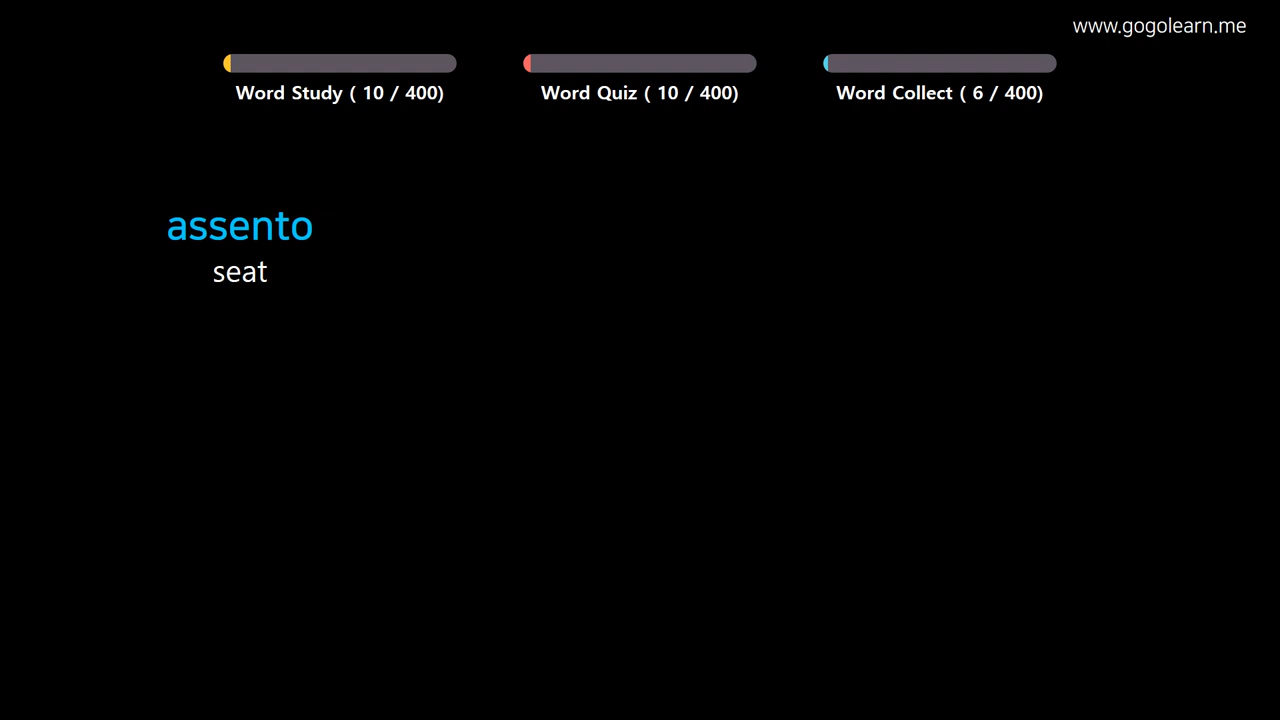 www.gogolearn.me
Word Study ( 10 / 400)
Word Quiz ( 10 / 400)
Word Collect ( 6 / 400)
assento
seat